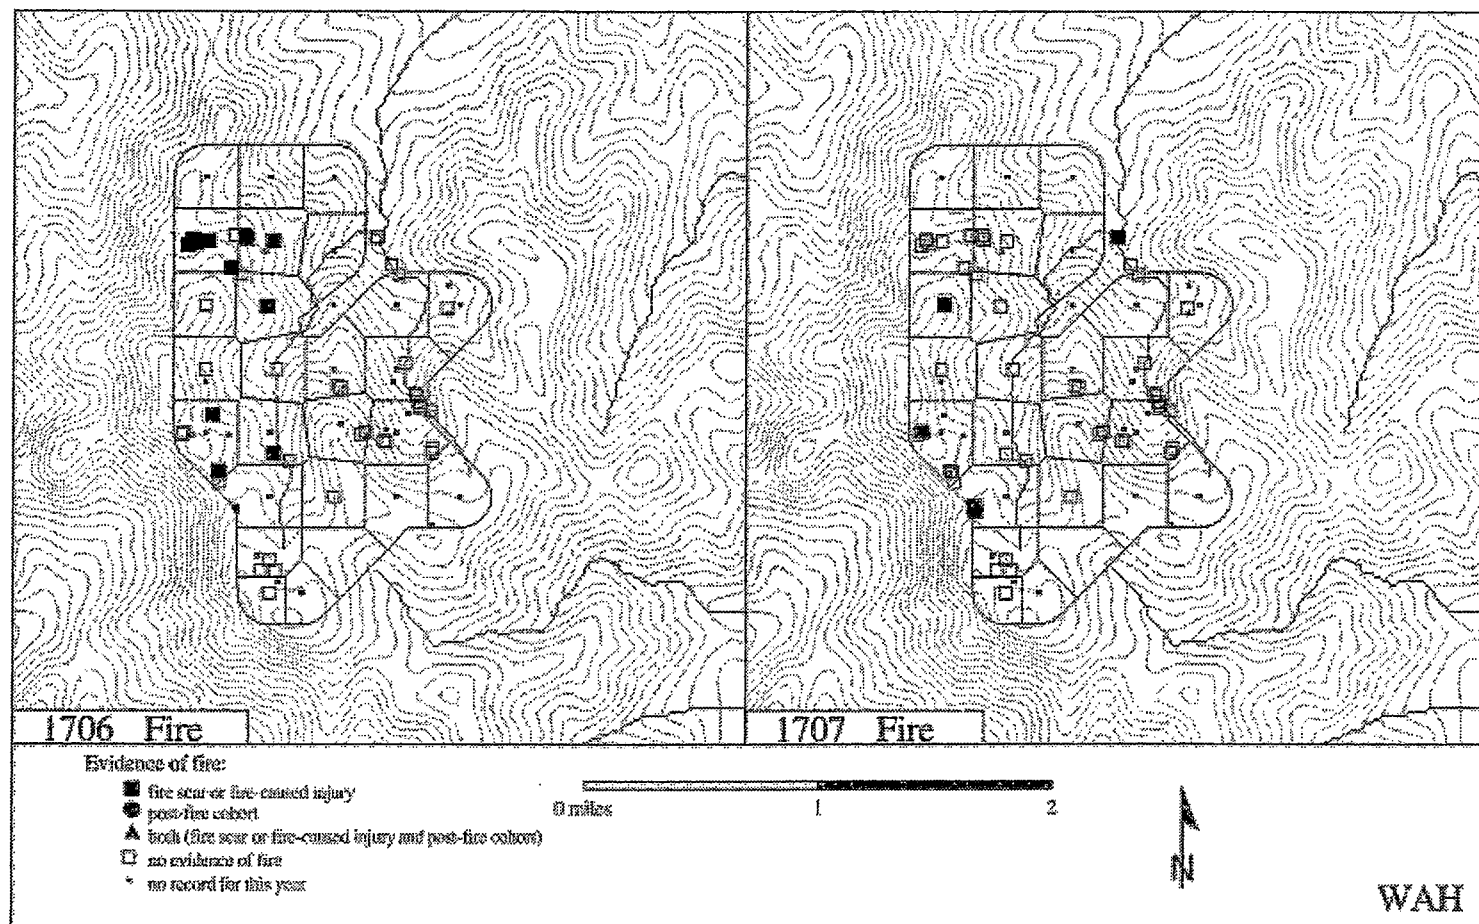 1706 Fire
1707 Fire
Evidence of fire:
fire scar or fire-caused injury
post-fire cohort
both (fire scar or fire-caused injury and post-fire cohort)
no evidence of fire
no record for this year
0 miles 1 2
N
WAH